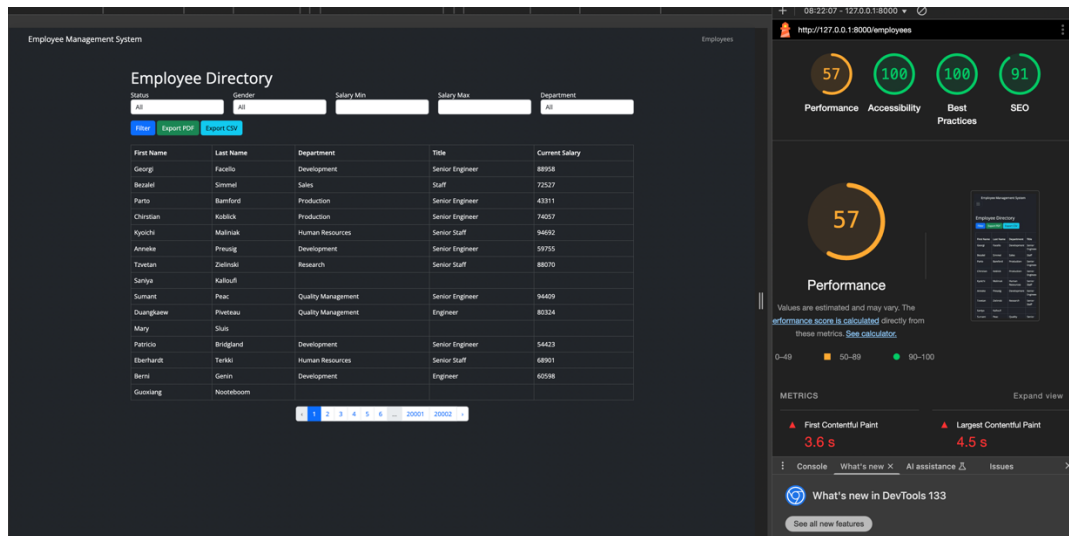 08:22:07 - 127.0.0.1:8000
Employee Management System
Employees
Employee Directory
Status Gender Salary Min Salary Max Department
All All All
Filter Export PDF Export CSV
First Name Last Name Department Title Current Salary
Georgi Facello Development Senior Engineer 88958
Bezalel Simmel Sales Staff 72527
Parto Bamford Production Senior Engineer 43311
Chirstian Koblick Production Senior Engineer 74057
Kyoichi Maliniak Human Resources Senior Staff 94692
Anneke Preusig Development Senior Engineer 59755
Tzvetan Zielinski Research Senior Staff 88070
Saniya Kalloufi
Sumant Peac Quality Management Senior Engineer 94409
Duangkaew Piveteau Quality Management Engineer 80324
Mary Sluis
Patricio Bridgland Development Senior Engineer 54423
Eberhardt Terkki Human Resources Senior Staff 68901
Berni Genin Development Engineer 60598
Guoxiang Nooteboom
‹ 1 2 3 4 5 6 ... 20001 20002 ›
http://127.0.0.1:8000/employees
57 100 100 91
Performance Accessibility Best Practices SEO
57
Performance
Values are estimated and may vary. The
erformance score is calculated directly from
these metrics. See calculator.
0–49 50–89 90–100
Employee Management System
Employee Directory
METRICS Expand view
First Contentful Paint Largest Contentful Paint
3.6 s 4.5 s
Console What's new × AI assistance Issues
What's new in DevTools 133
See all new features